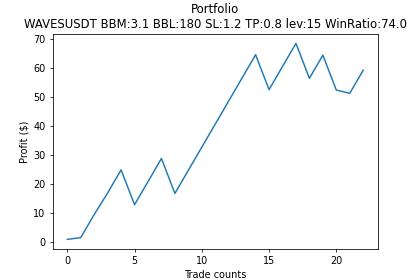 Portfolio
WAVESUSDT BBM:3.1 BBL:180 SL:1.2 TP:0.8 lev:15 WinRatio:74.0
Profit ($)
70
60
50
40
30
20
10
0
0 5 10 15 20
Trade counts